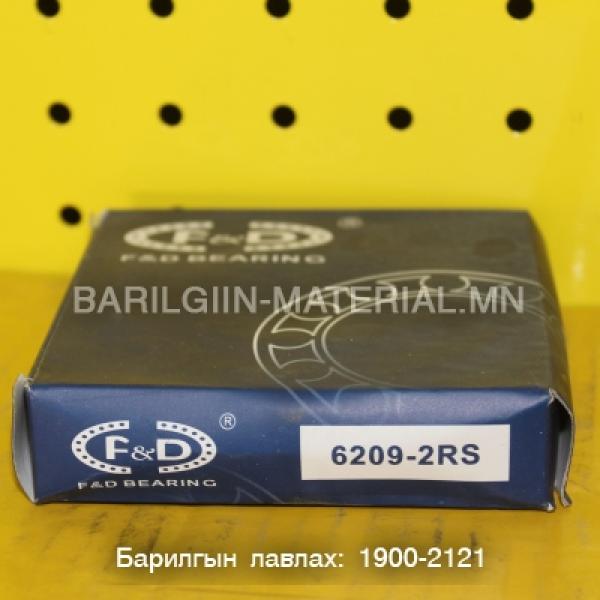 F&D ®
F&D BEARING
BARILGIIN-MATERIAL.MN
F&D ®
F&D BEARING
6209-2RS
Барилгын лавлах: 1900-2121